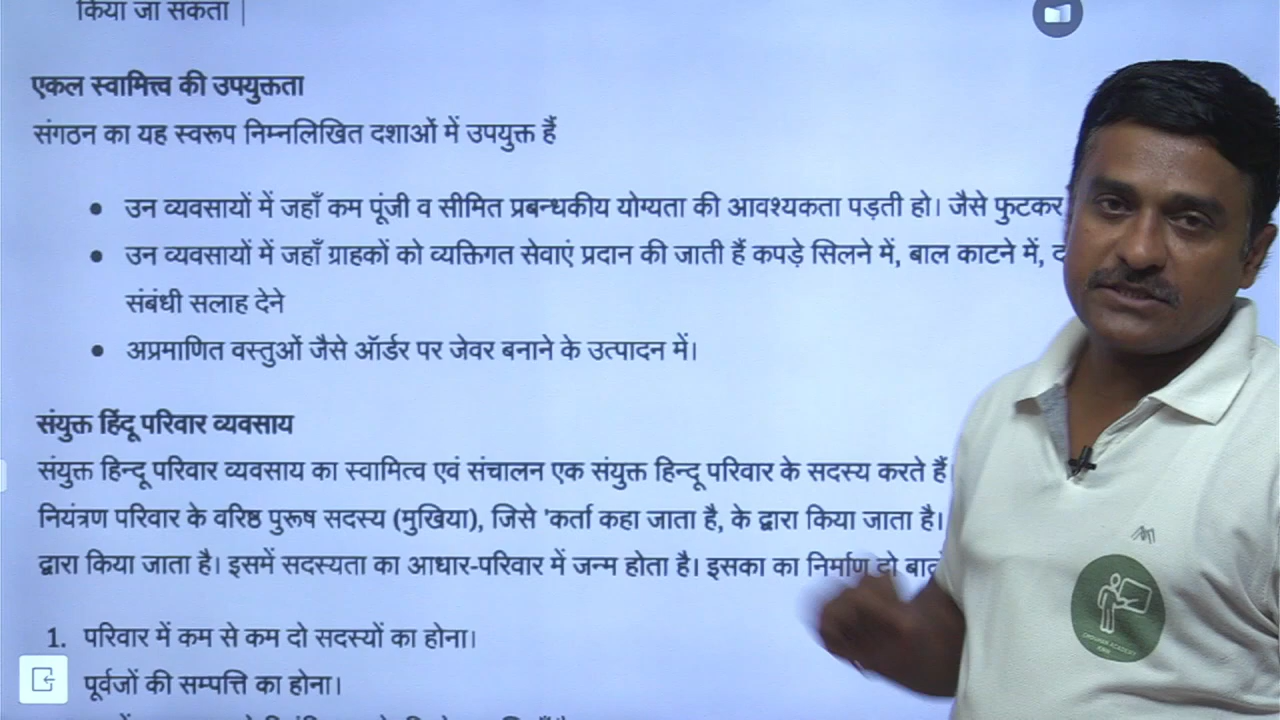 किया जा सकता |
एकल स्वामित्त्व की उपयुक्तता
संगठन का यह स्वरूप निम्नलिखित दशाओं में उपयुक्त हैं
उन व्यवसायों में जहाँ कम पूंजी व सीमित प्रबन्धकीय योग्यता की आवश्यकता पड़ती हो। जैसे फुटकर
उन व्यवसायों में जहाँ ग्राहकों को व्यक्तिगत सेवाएं प्रदान की जाती हैं कपड़े सिलने में, बाल काटने में,
संबंधी सलाह देने
अप्रमाणित वस्तुओं जैसे ऑर्डर पर जेवर बनाने के उत्पादन में।
संयुक्त हिंदू परिवार व्यवसाय
संयुक्त हिन्दू परिवार व्यवसाय का स्वामित्व एवं संचालन एक संयुक्त हिन्दू परिवार के सदस्य करते हैं
नियंत्रण परिवार के वरिष्ठ पुरूष सदस्य (मुखिया), जिसे 'कर्ता कहा जाता है, के द्वारा किया जाता है।
द्वारा किया जाता है। इसमें सदस्यता का आधार-परिवार में जन्म होता है। इसका का निर्माण दो
1. परिवार में कम से कम दो सदस्यों का होना।
पूर्वजों की सम्पत्ति का होना।